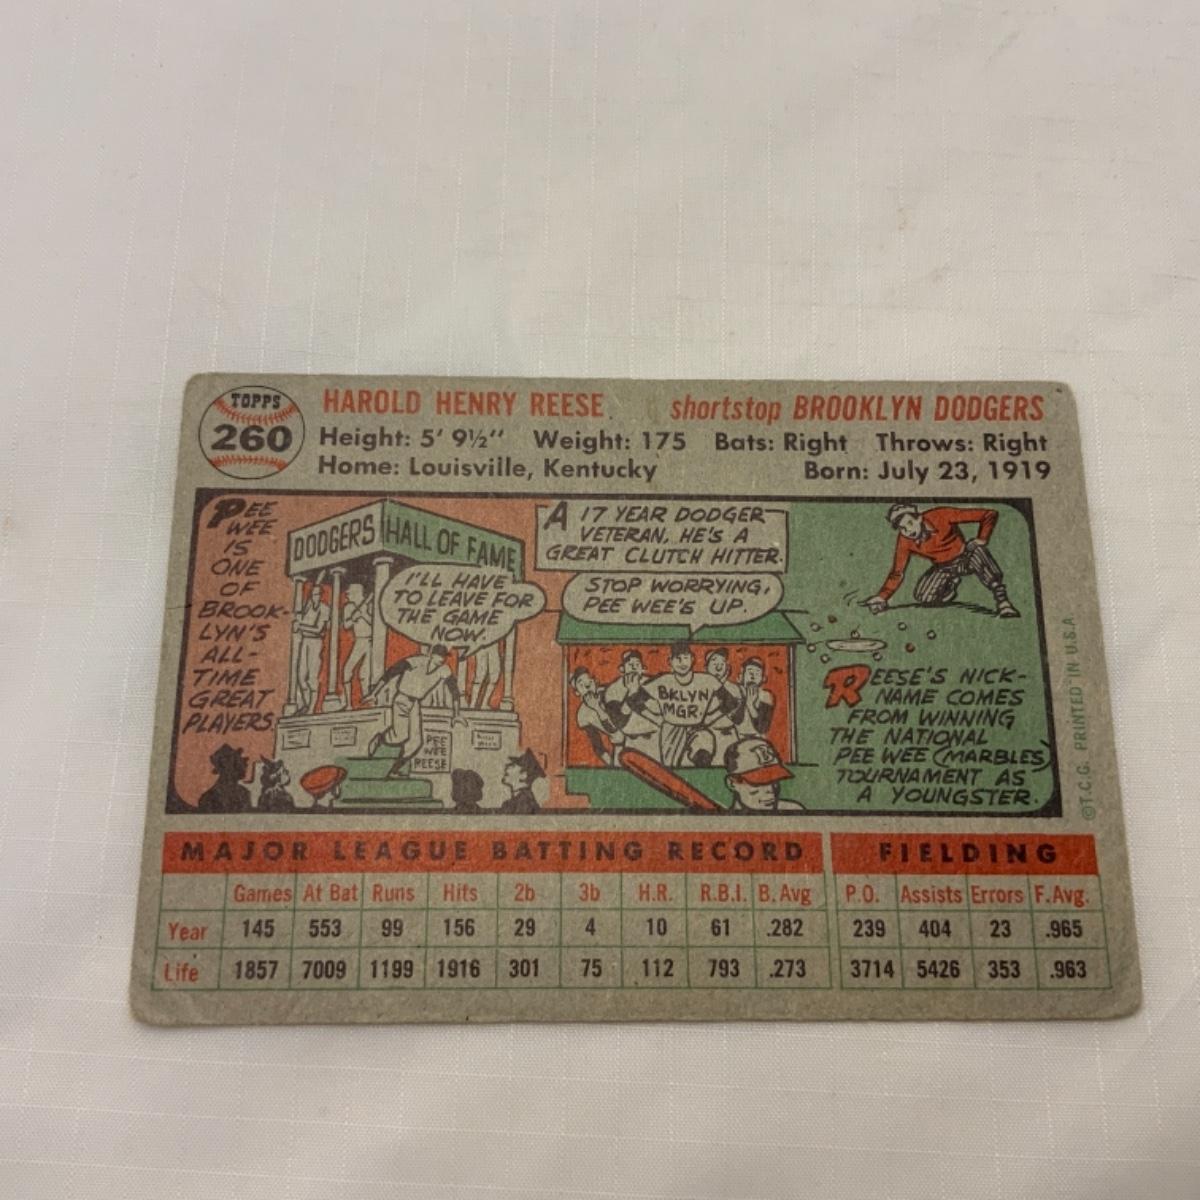 TOPPS
260
HAROLD HENRY REESE shortstop BROOKLYN DODGERS
Height: 5' 9½" Weight: 175 Bats: Right Throws: Right
Home: Louisville, Kentucky Born: July 23, 1919
PEE
WEE
IS
ONE
OF
BROOK-
LYN'S
ALL-
TIME
GREAT
PLAYERS.
DODGERS HALL OF FAME
I'LL HAVE
TO LEAVE FOR
THE GAME
NOW.
PEE
WEE
REESE
A 17 YEAR DODGER
VETERAN, HE'S A
GREAT CLUTCH HITTER.
STOP WORRYING,
PEE WEE'S UP.
BKLYN
MGR.
B
REESE'S NICK-
NAME COMES
FROM WINNING
THE NATIONAL
PEE WEE (MARBLES)
TOURNAMENT AS
A YOUNGSTER.
©T.C.G. PRINTED IN U.S.A.
MAJOR LEAGUE BATTING RECORD FIELDING
Games At Bat Runs Hits 2b 3b H.R. R.B.I. B. Avg P.O. Assists Errors F. Avg.
Year 145 553 99 156 29 4 10 61 .282 239 404 23 .965
Life 1857 7009 1199 1916 301 75 112 793 .273 3714 5426 353 .963